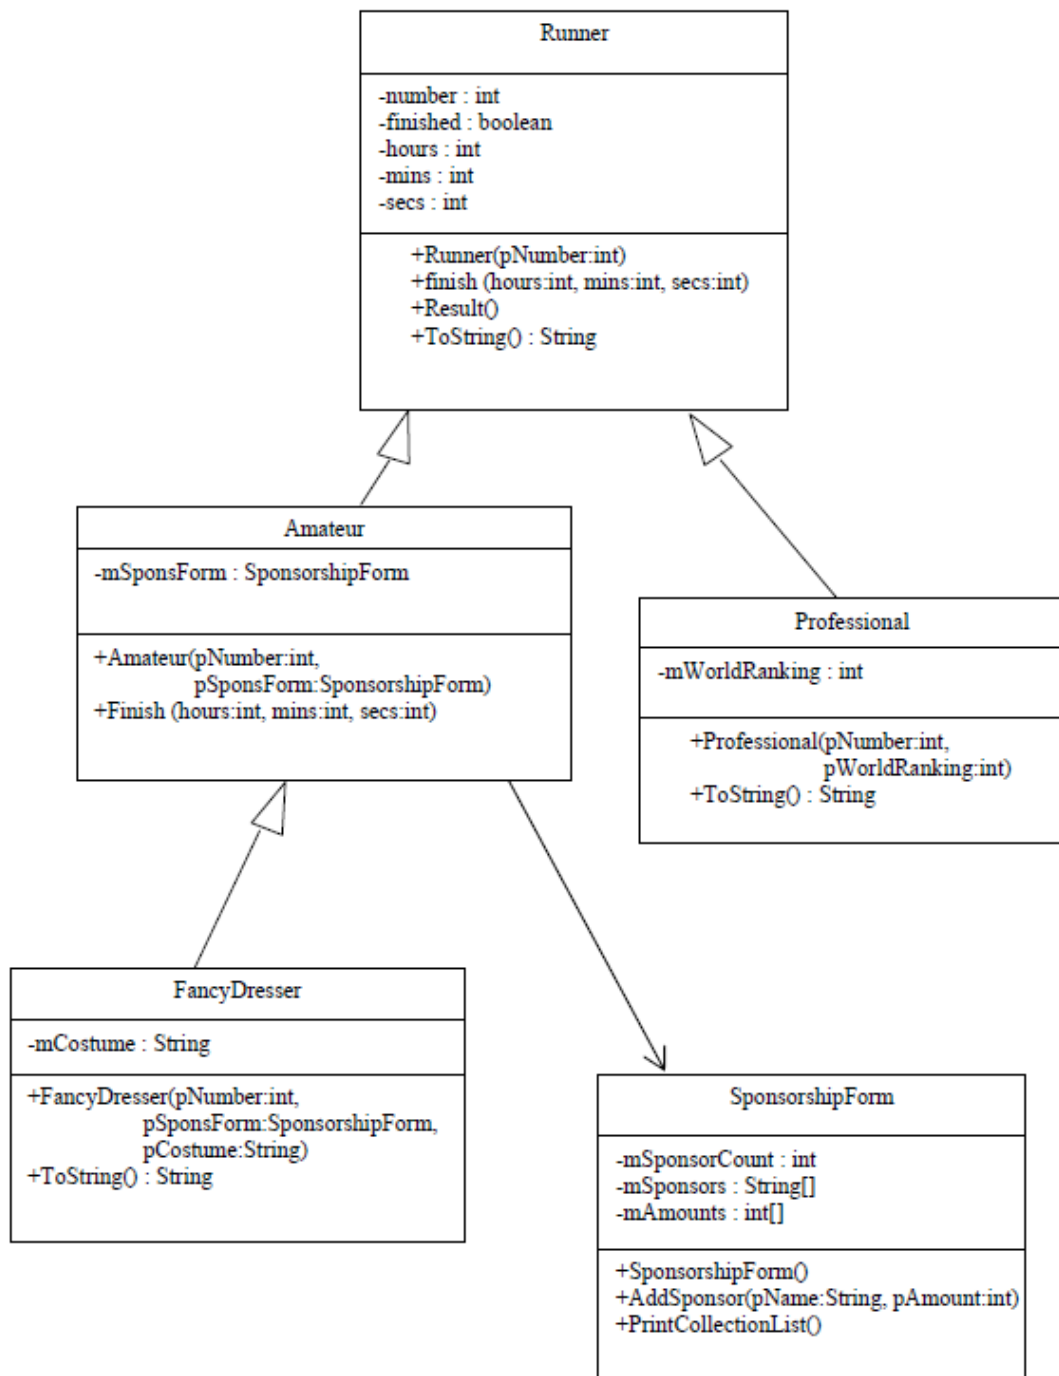 Runner
-number : int
-finished : boolean
-hours : int
-mins : int
-secs : int
+Runner(pNumber:int)
+finish (hours:int, mins:int, secs:int)
+Result()
+ToString() : String
Amateur
-mSponsForm : SponsorshipForm
+Amateur(pNumber:int,
pSponsForm:SponsorshipForm)
+Finish (hours:int, mins:int, secs:int)
Professional
-mWorldRanking : int
+Professional(pNumber:int,
pWorldRanking:int)
+ToString() : String
FancyDresser
-mCostume : String
+FancyDresser(pNumber:int,
pSponsForm:SponsorshipForm,
pCostume:String)
+ToString() : String
SponsorshipForm
-mSponsorCount : int
-mSponsors : String[]
-mAmounts : int[]
+SponsorshipForm()
+AddSponsor(pName:String, pAmount:int)
+PrintCollectionList()